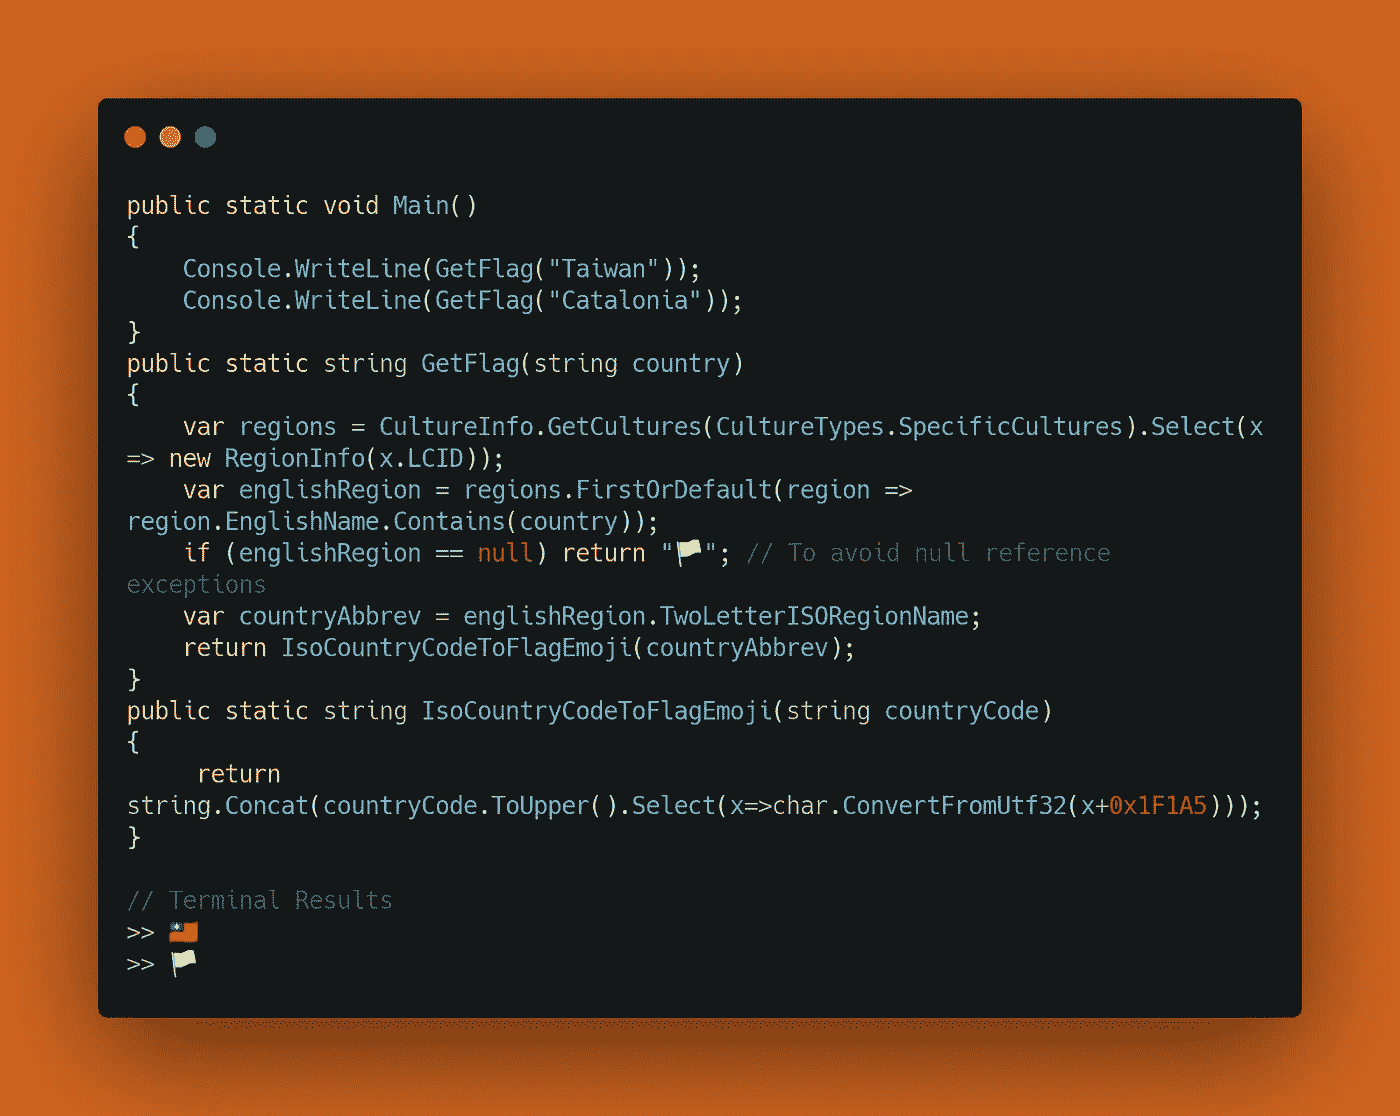 public static void Main()
{
    Console.WriteLine(GetFlag("Taiwan"));
    Console.WriteLine(GetFlag("Catalonia"));
}
public static string GetFlag(string country)
{
    var regions = CultureInfo.GetCultures(CultureTypes.SpecificCultures).Select(x
=> new RegionInfo(x.LCID));
    var englishRegion = regions.FirstOrDefault(region =>
region.EnglishName.Contains(country));
    if (englishRegion == null) return "🏳"; // To avoid null reference
exceptions
    var countryAbbrev = englishRegion.TwoLetterISORegionName;
    return IsoCountryCodeToFlagEmoji(countryAbbrev);
}
public static string IsoCountryCodeToFlagEmoji(string countryCode)
{
     return
string.Concat(countryCode.ToUpper().Select(x=>char.ConvertFromUtf32(x+0x1F1A5)));
}

// Terminal Results
>> 🇹🇼
>> 🏳